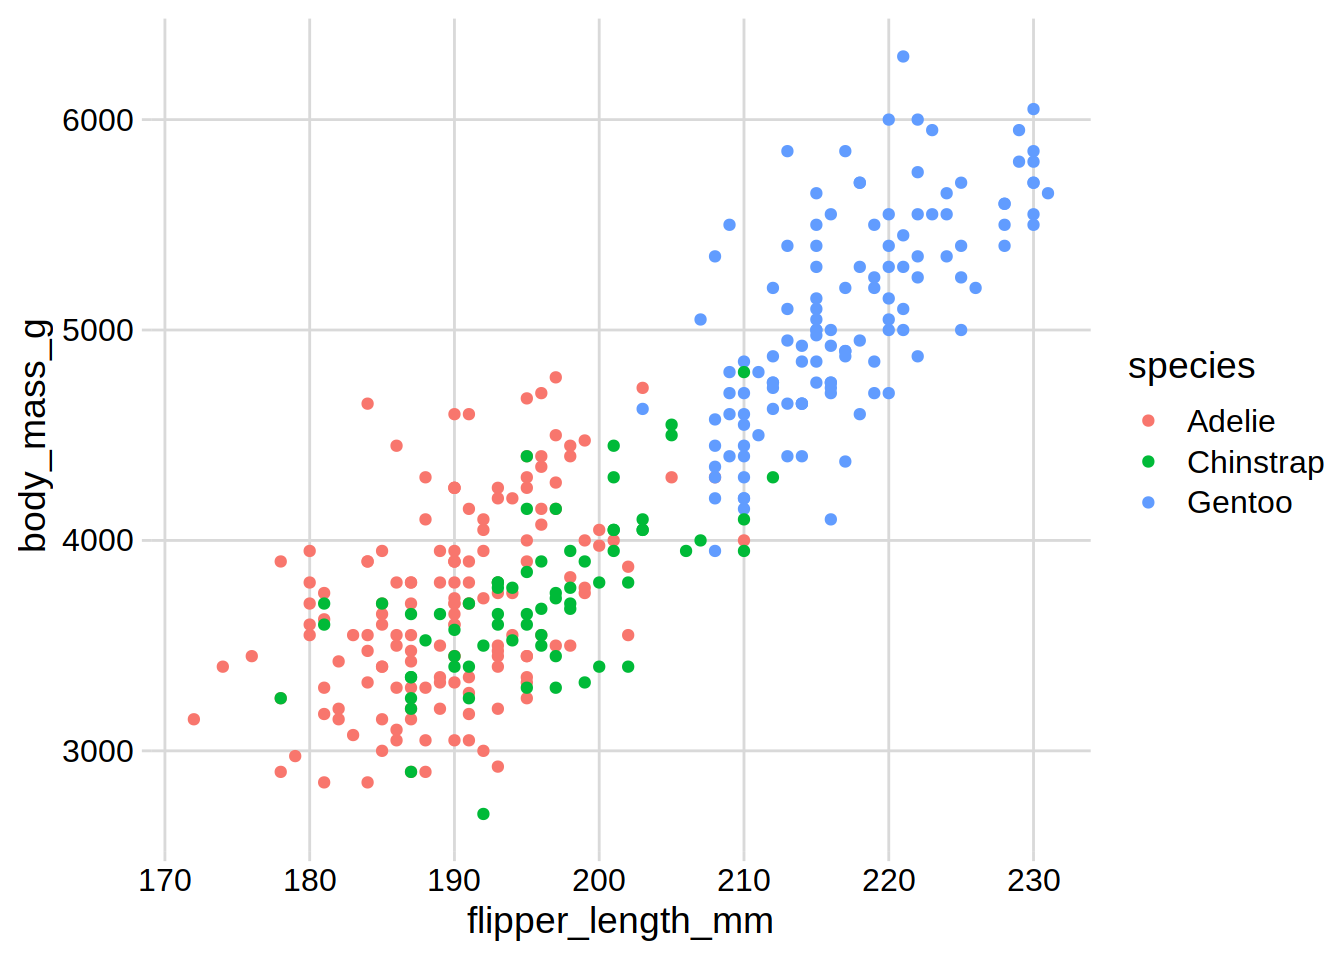 body_mass_g
6000
5000
4000
3000
170 180 190 200 210 220 230
flipper_length_mm
species
Adelie
Chinstrap
Gentoo